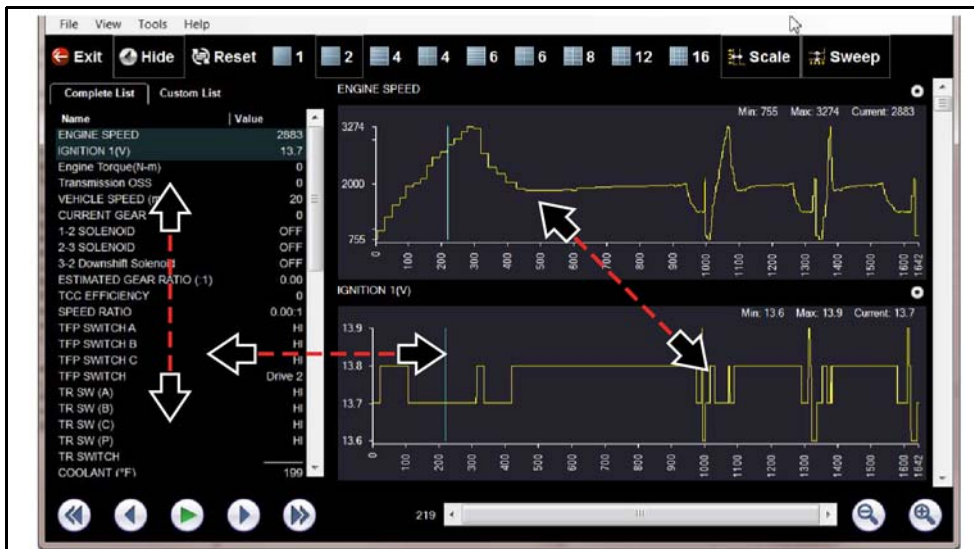 File View Tools Help
Exit Hide Reset 1 2 4 4 6 6 8 12 16 Scale Sweep
Complete List Custom List
Name Value
ENGINE SPEED 2883
IGNITION 1(V) 13.7
Engine Torque(N-m) 0
Transmission OSS 0
VEHICLE SPEED 20
CURRENT GEAR 0
1-2 SOLENOID OFF
2-3 SOLENOID OFF
3-2 Downshift Solenoid OFF
ESTIMATED GEAR RATIO (:1) 0.00
TCC EFFICIENCY 0
SPEED RATIO 0.00:1
TFP SWITCH A HI
TFP SWITCH B HI
TFP SWITCH C HI
TFP SWITCH Drive 2
TR SW (A) HI
TR SW (B) HI
TR SW (C) HI
TR SW (P) HI
TR SWITCH
COOLANT (°F) 199
ENGINE SPEED
Min: 755 Max: 3274 Current: 2883
3274
2000
755
0 100 200 300 400 500 600 700 800 900 1000 1100 1200 1300 1400 1500 1600 1642
IGNITION 1(V)
Min: 13.6 Max: 13.9 Current: 13.7
13.9
13.8
13.7
13.6
0 100 200 300 400 500 600 700 800 900 1000 1100 1200 1300 1400 1500 1600 1642
219